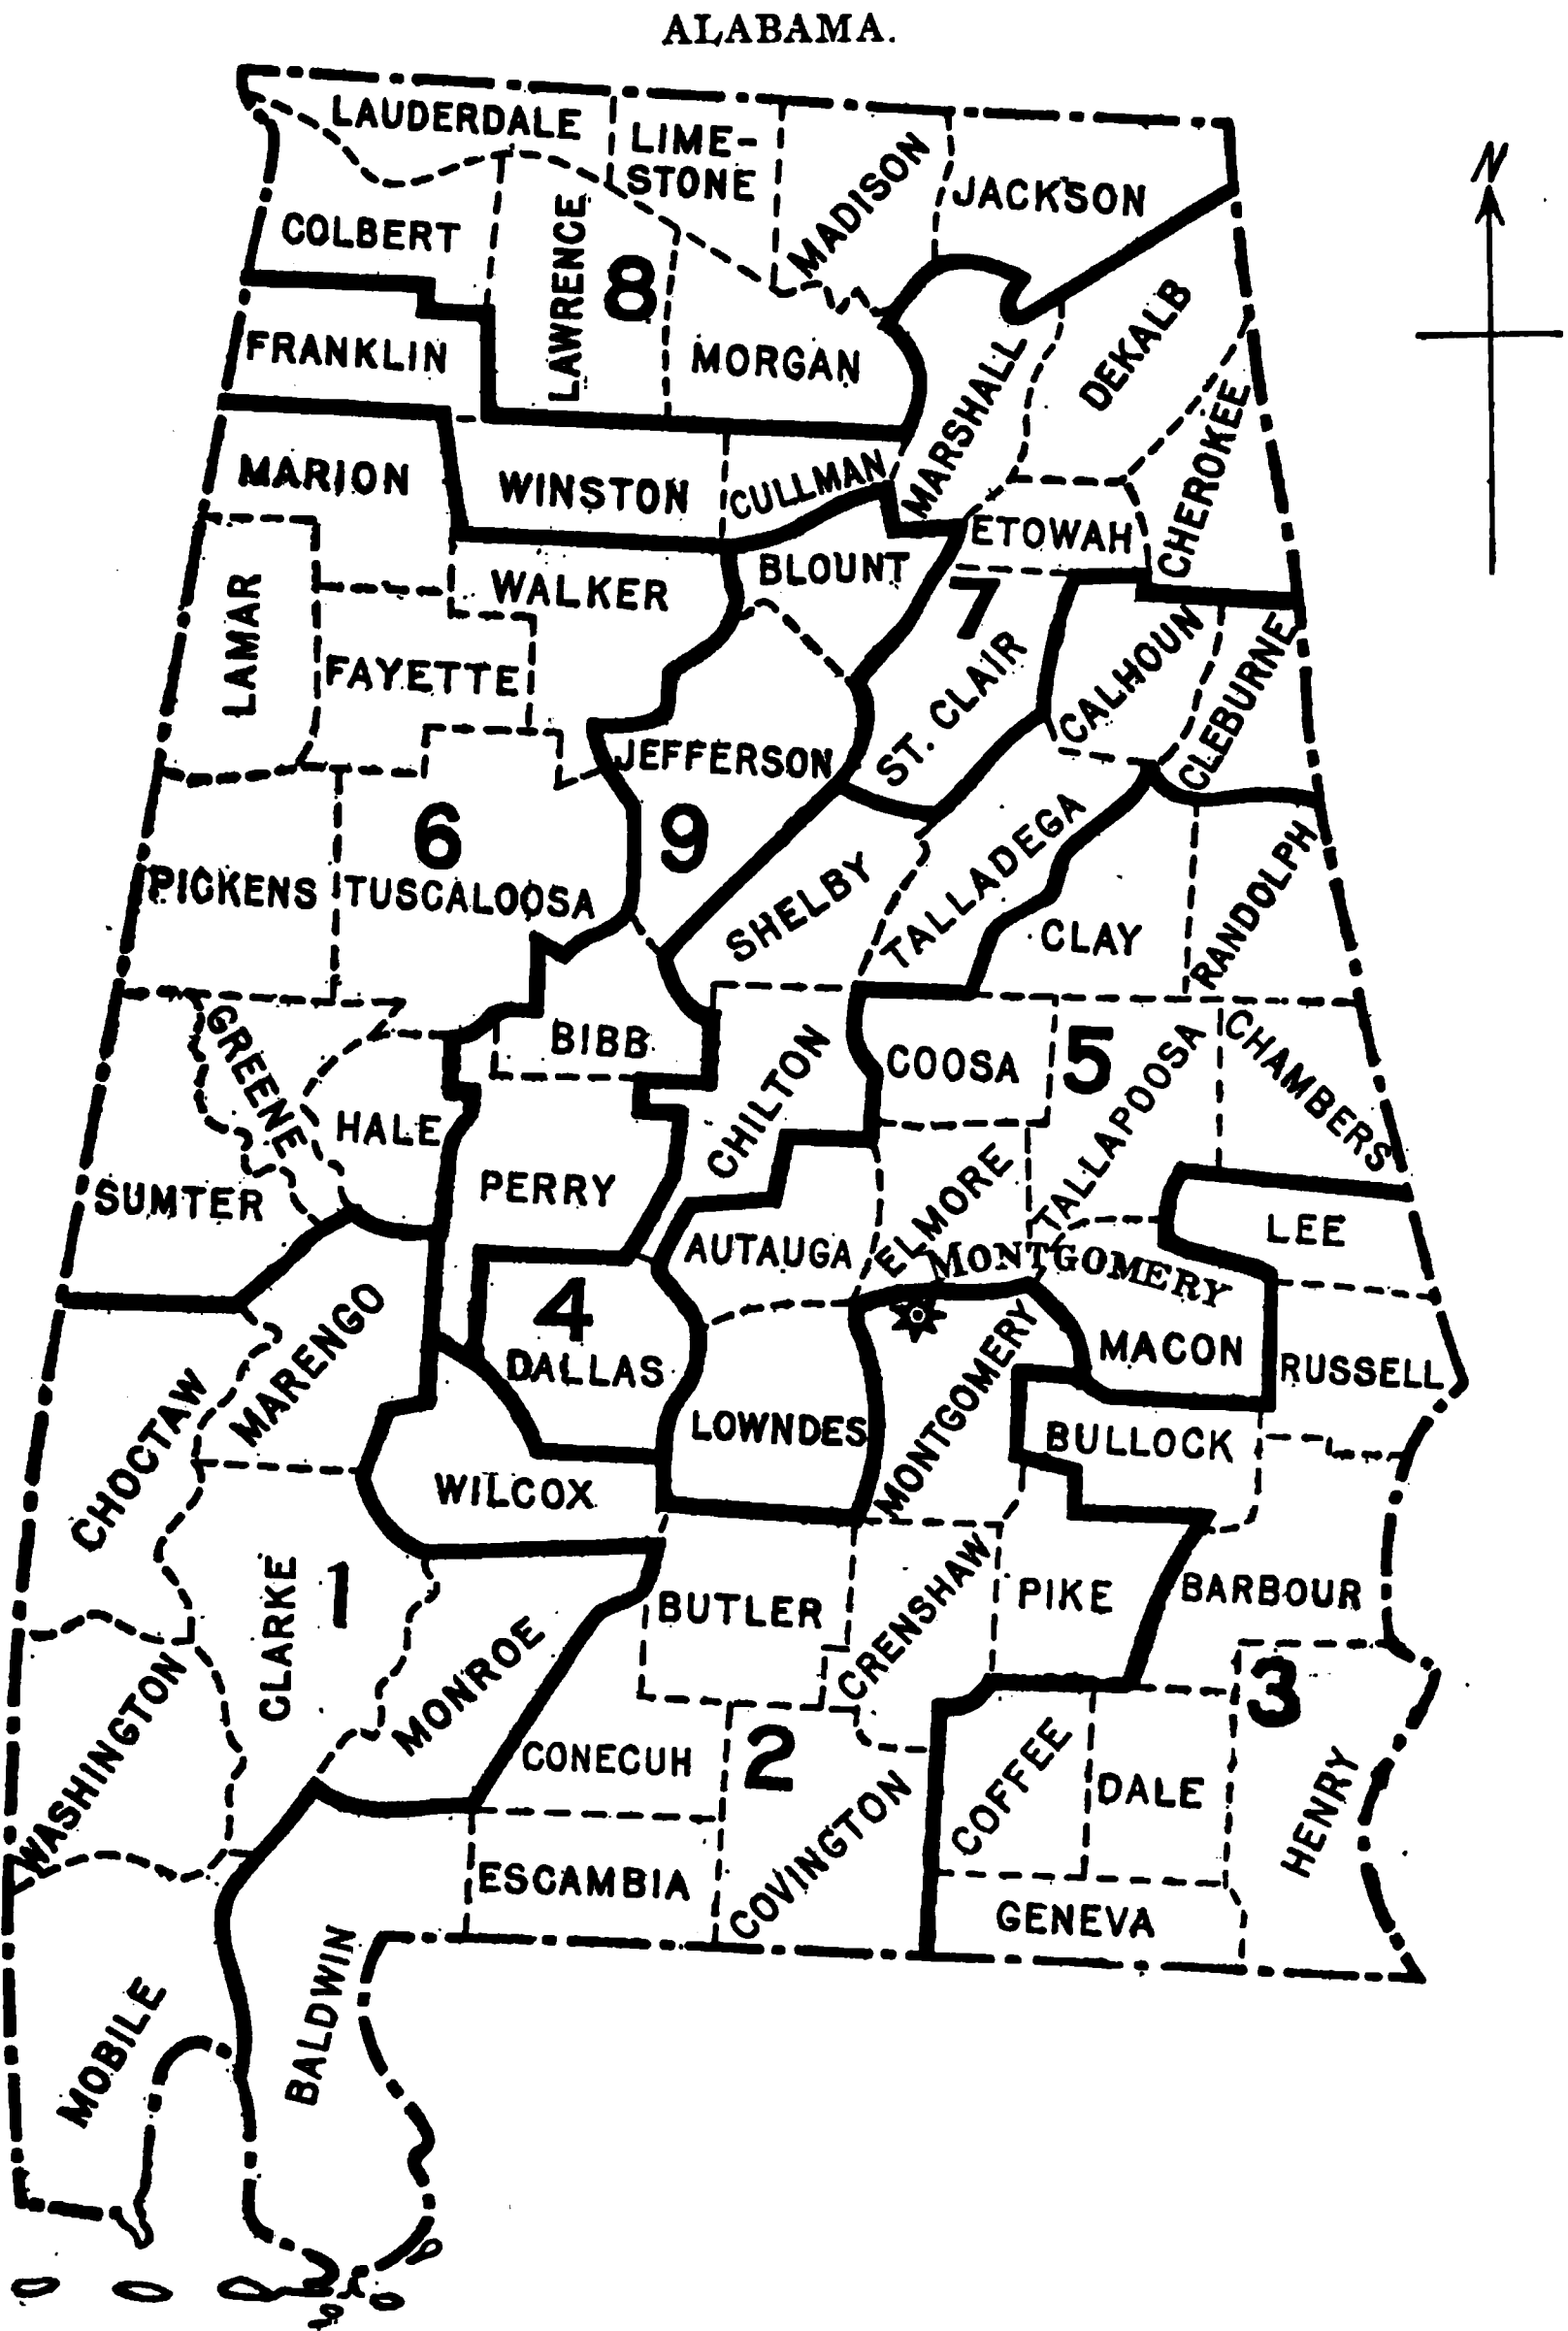 ALABAMA.
N
LAUDERDALE
LIME-
STONE
MADISON
JACKSON
COLBERT
LAWRENCE
8
MORGAN
FRANKLIN
MARSHALL
DEKALB
CHEROKEE
MARION
WINSTON
CULLMAN
ETOWAH
BLOUNT
WALKER
7
LAMAR
FAYETTE
ST. CLAIR
CALHOUN
CLEBURNE
JEFFERSON
6
9
PICKENS
TUSCALOOSA
SHELBY
TALLADEGA
CLAY
RANDOLPH
GREENE
BIBB
CHILTON
COOSA
5
TALLAPOOSA
CHAMBERS
HALE
SUMTER
PERRY
AUTAUGA
ELMORE
MONTGOMERY
LEE
4
DALLAS
MARENGO
MACON
RUSSELL
CHOCTAW
LOWNDES
MONTGOMERY
BULLOCK
WILCOX
CLARKE
1
MONROE
BUTLER
CRENSHAW
PIKE
BARBOUR
WASHINGTON
CONECUH
2
COVINGTON
COFFEE
DALE
3
HENRY
ESCAMBIA
GENEVA
MOBILE
BALDWIN